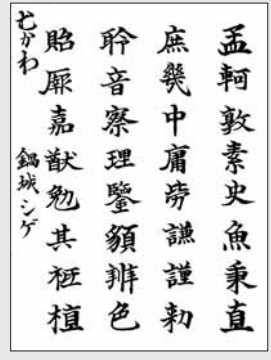 孟軻敦素史魚秉直
庶幾中庸労謙謹勅
聆音察理鑒貌辨色
貽厥嘉猷勉其祗植
七かわ 鍋城シゲ